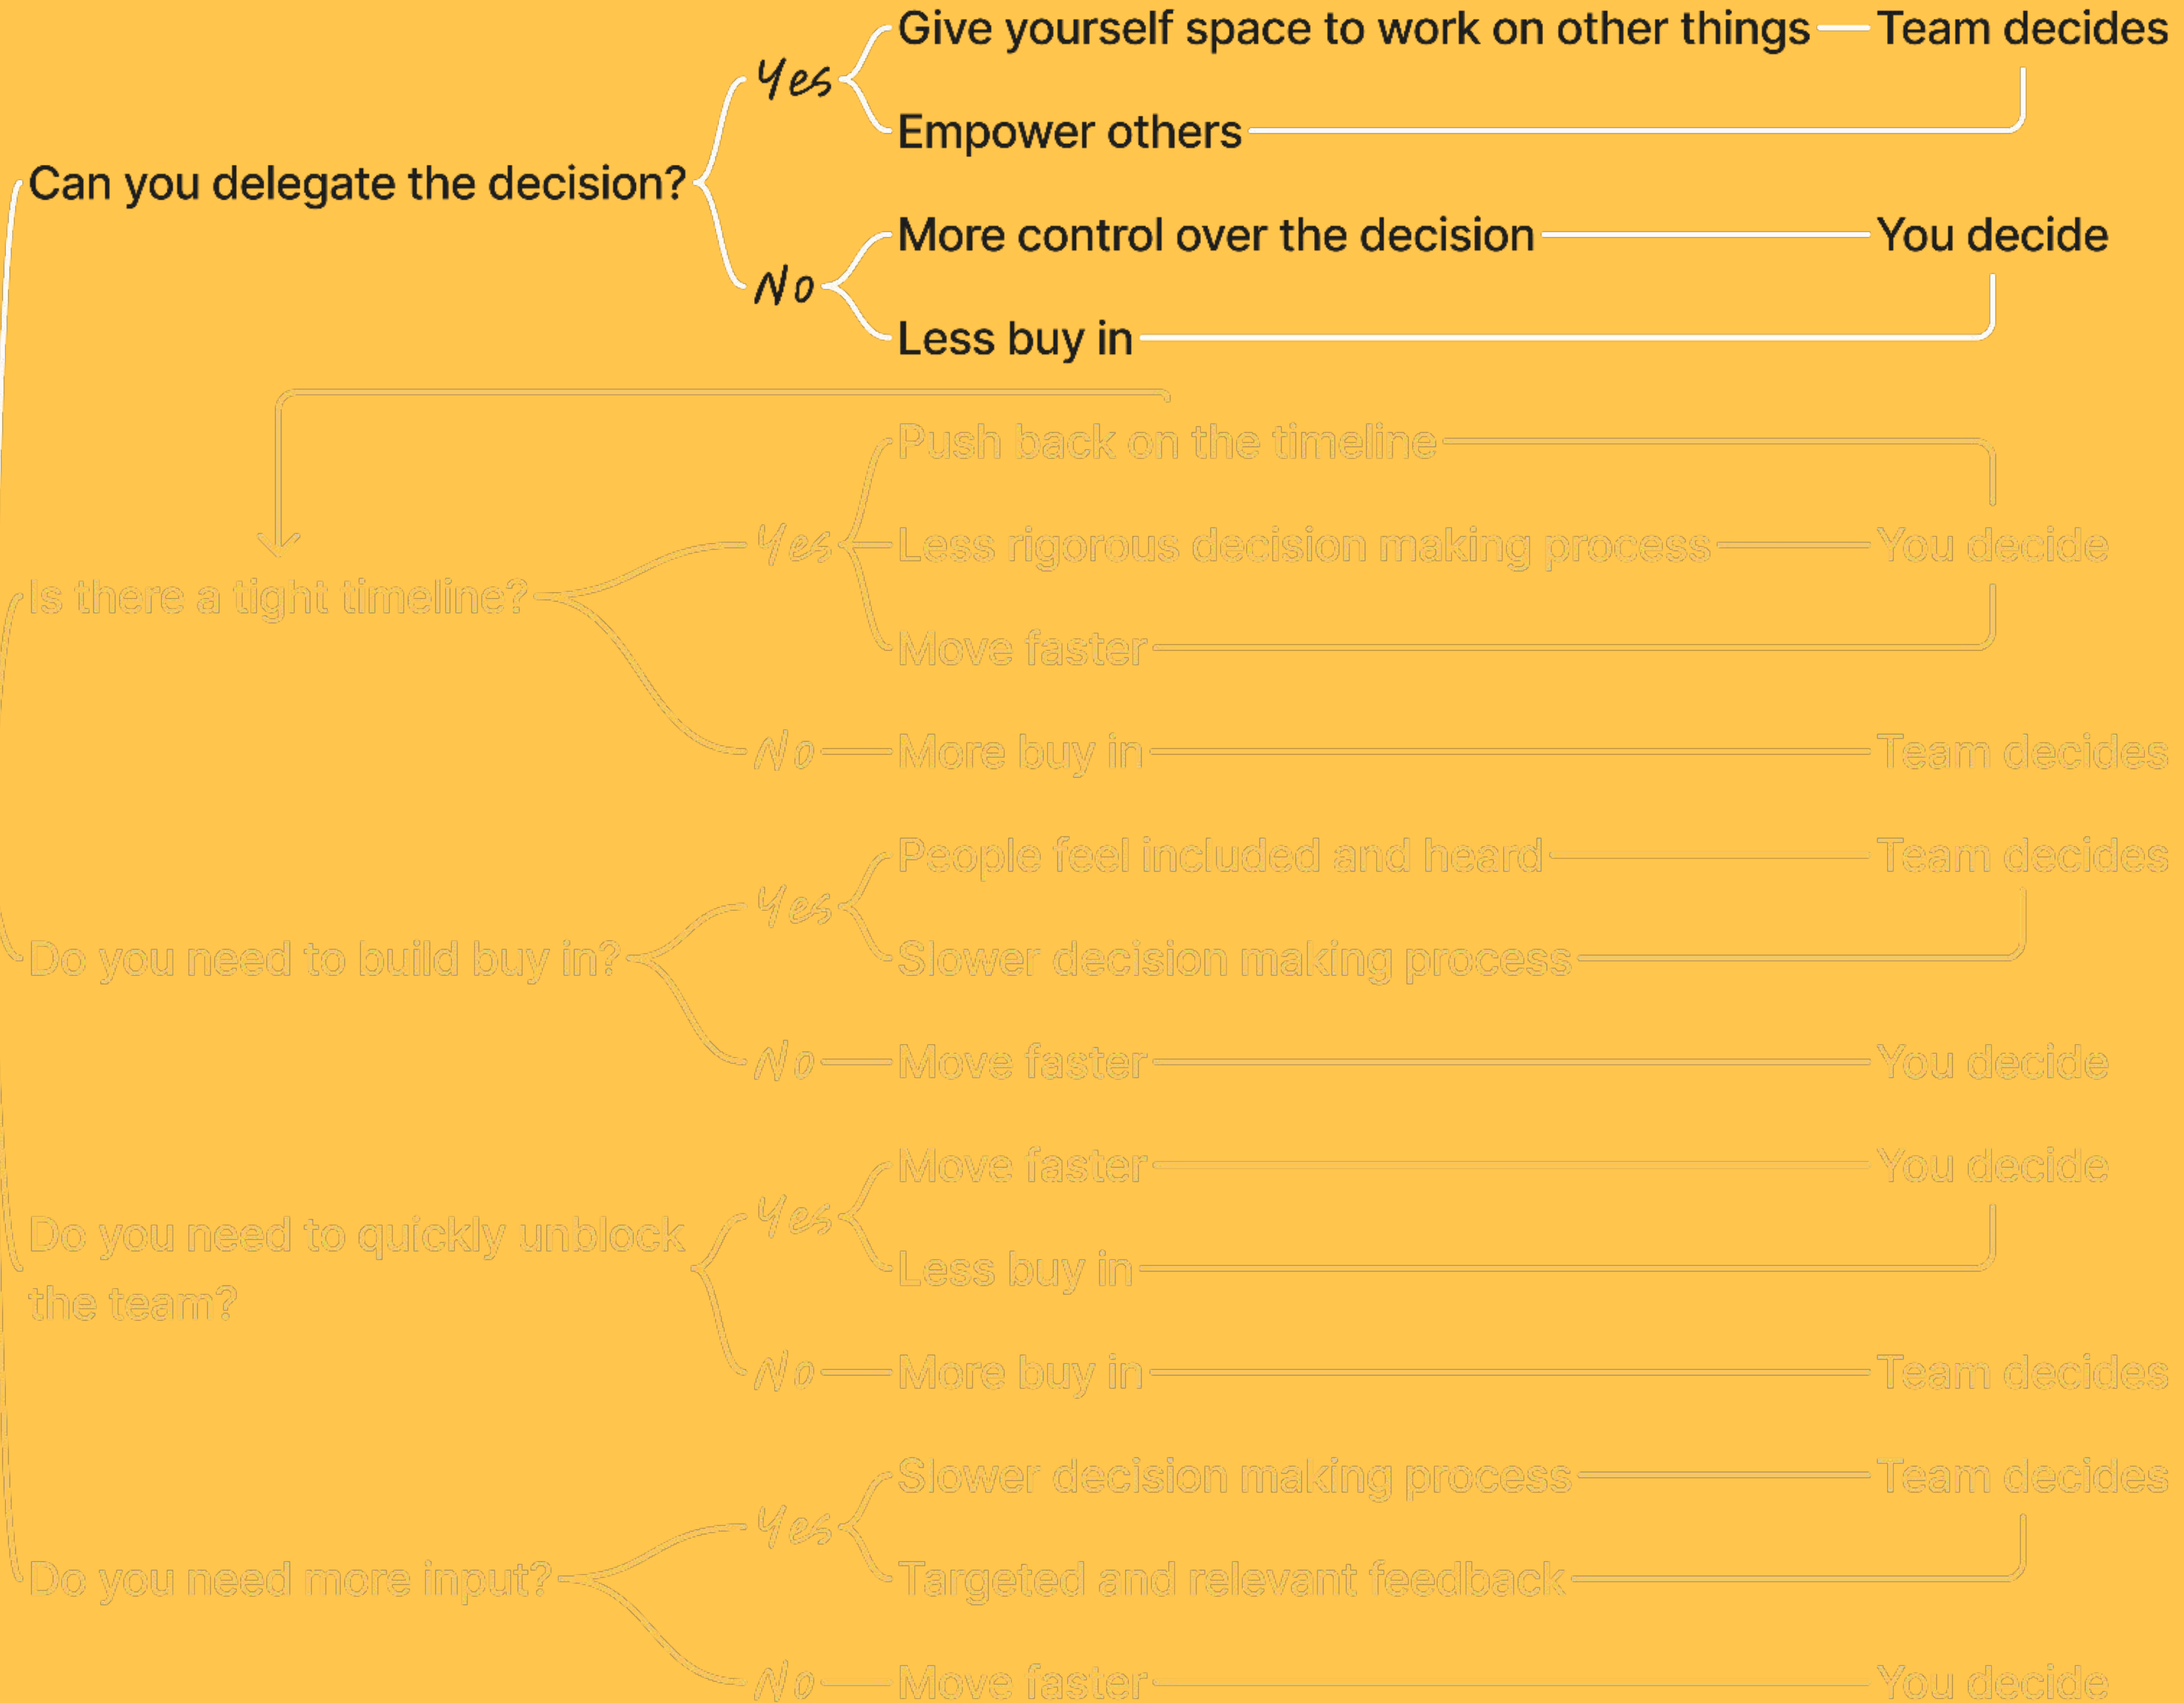 Give yourself space to work on other things
Team decides
Yes
Empower others
Can you delegate the decision?
More control over the decision
You decide
No
Less buy in
Push back on the timeline
Yes
Less rigorous decision making process
You decide
Is there a tight timeline?
Move faster
No
More buy in
Team decides
People feel included and heard
Team decides
Yes
Do you need to build buy in?
Slower decision making process
No
Move faster
You decide
Move faster
You decide
Yes
Do you need to quickly unblock
the team?
Less buy in
No
More buy in
Team decides
Slower decision making process
Team decides
Yes
Do you need more input?
Targeted and relevant feedback
No
Move faster
You decide